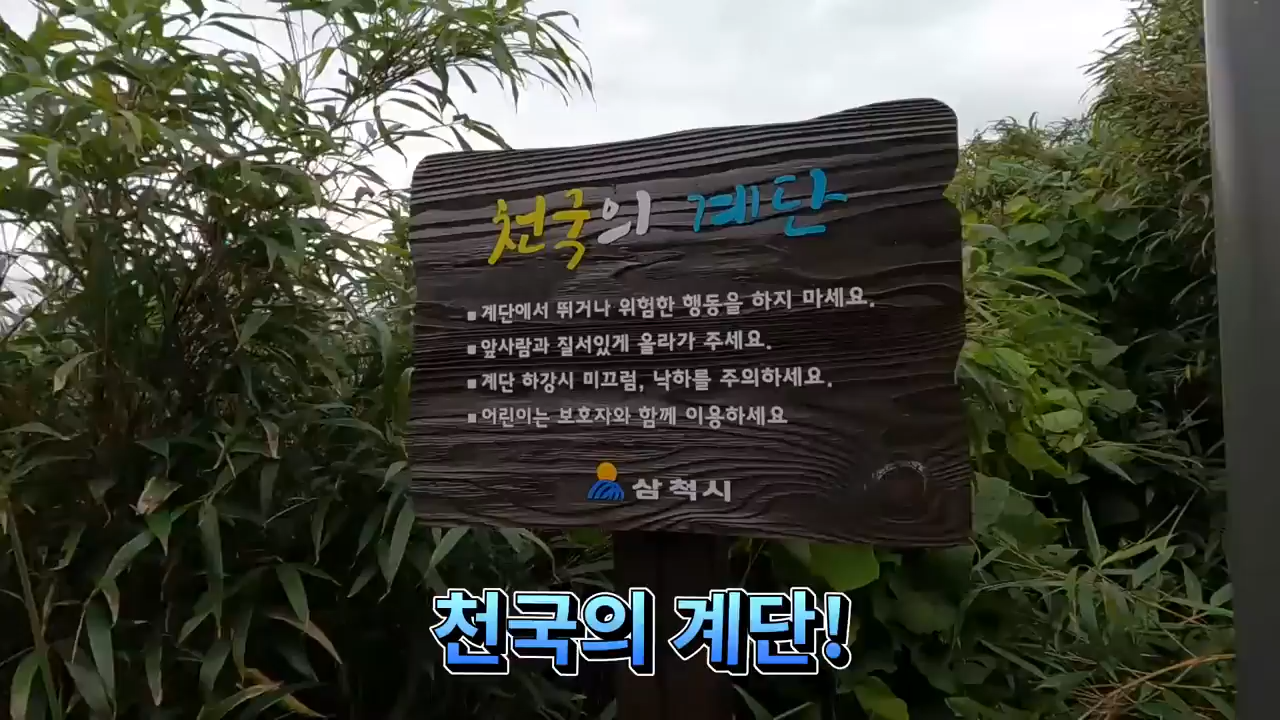 천국의 계단
■ 계단에서 뛰거나 위험한 행동을 하지 마세요.
■ 앞사람과 질서있게 올라가 주세요.
■ 계단 하강시 미끄럼, 낙하를 주의하세요.
■ 어린이는 보호자와 함께 이용하세요
삼척시
천국의 계단!